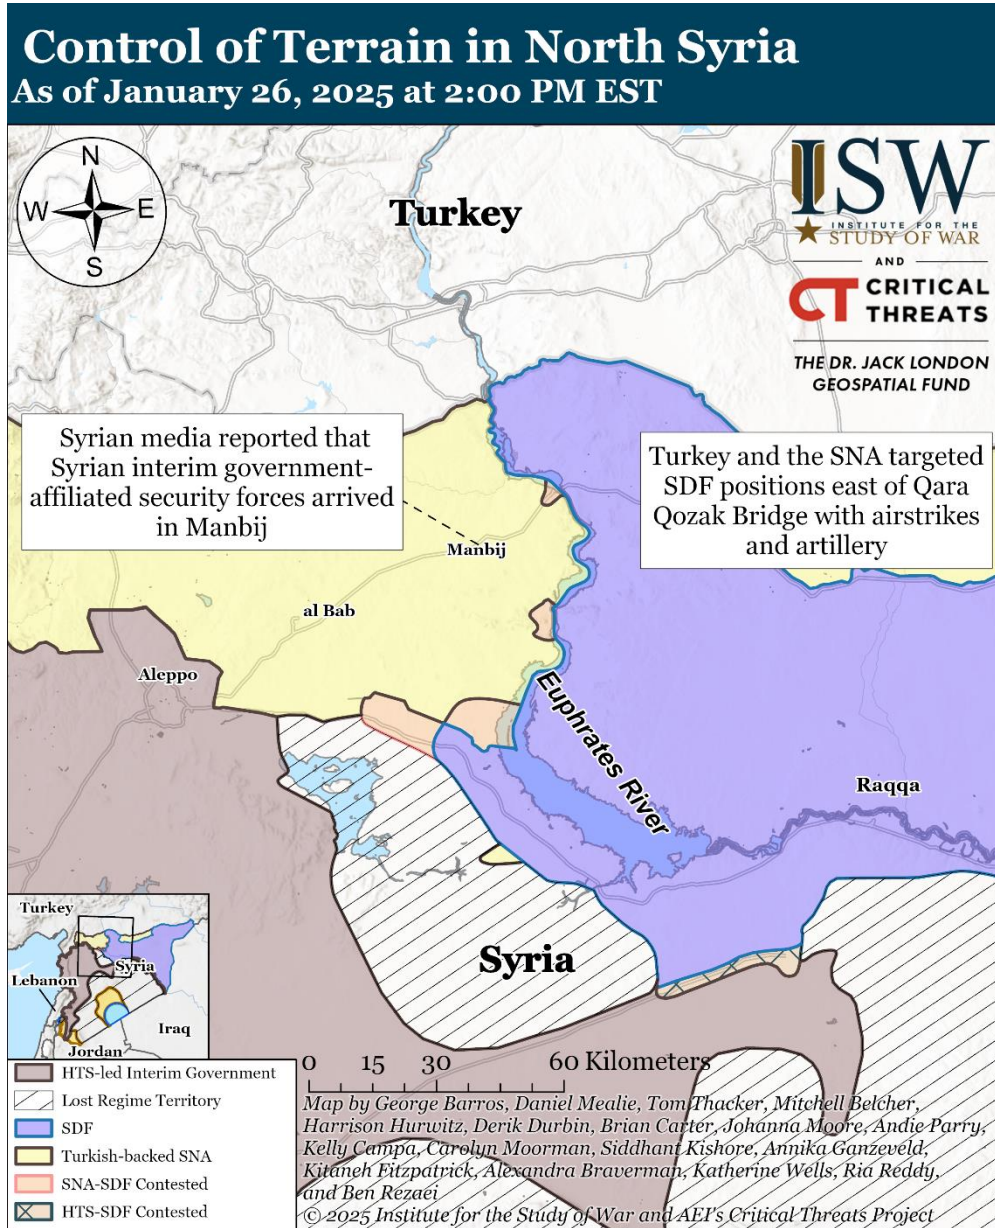 Control of Terrain in North Syria
As of January 26, 2025 at 2:00 PM EST
N
W
E
S
Turkey
ISW
INSTITUTE FOR THE
STUDY OF WAR
AND
CT CRITICAL
THREATS
THE DR. JACK LONDON
GEOSPATIAL FUND
Syrian media reported that
Syrian interim government-
affiliated security forces arrived
in Manbij
Turkey and the SNA targeted
SDF positions east of Qara
Qozak Bridge with airstrikes
and artillery
Manbij
al Bab
Aleppo
Euphrates River
Raqqa
Syria
Turkey
Syria
Lebanon
Iraq
Jordan
HTS-led Interim Government
Lost Regime Territory
SDF
Turkish-backed SNA
SNA-SDF Contested
HTS-SDF Contested
0 15 30 60 Kilometers
Map by George Barros, Daniel Mealie, Tom Thacker, Mitchell Belcher,
Harrison Hurwitz, Derik Durbin, Brian Carter, Johanna Moore, Andie Parry,
Kelly Campa, Carolyn Moorman, Siddhant Kishore, Annika Ganzeveld,
Kitaneh Fitzpatrick, Alexandra Braverman, Katherine Wells, Ria Reddy,
and Ben Rezaei
© 2025 Institute for the Study of War and AEI's Critical Threats Project